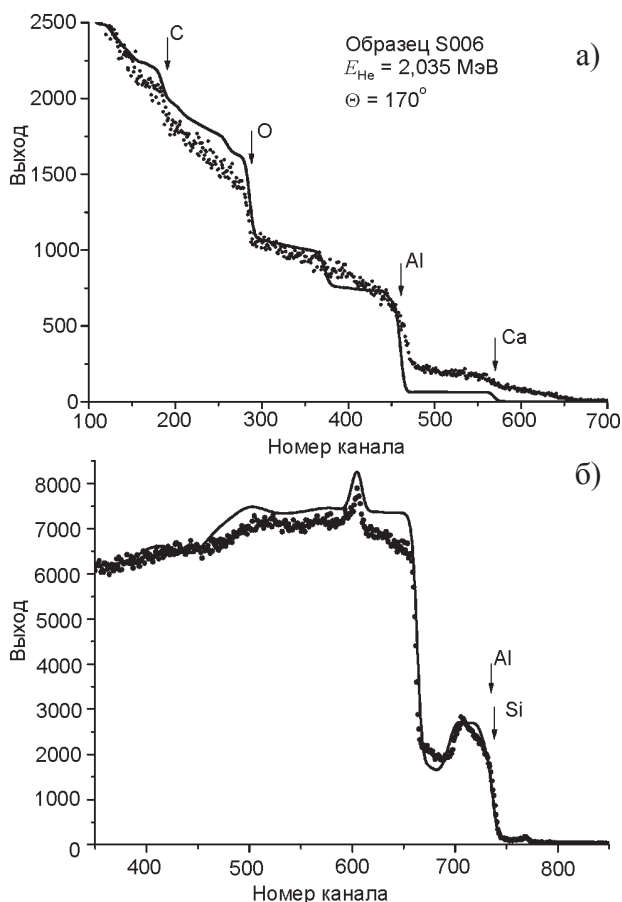 2500
C
Образец S006
E_He = 2,035 МэВ
Θ = 170°
а)
2000
O
Выход
1500
1000
Al
500
Ca
0
100 200 300 400 500 600 700
Номер канала
б)
8000
7000
6000
5000
Выход
4000
Al
3000
Si
2000
1000
0
400 500 600 700 800
Номер канала